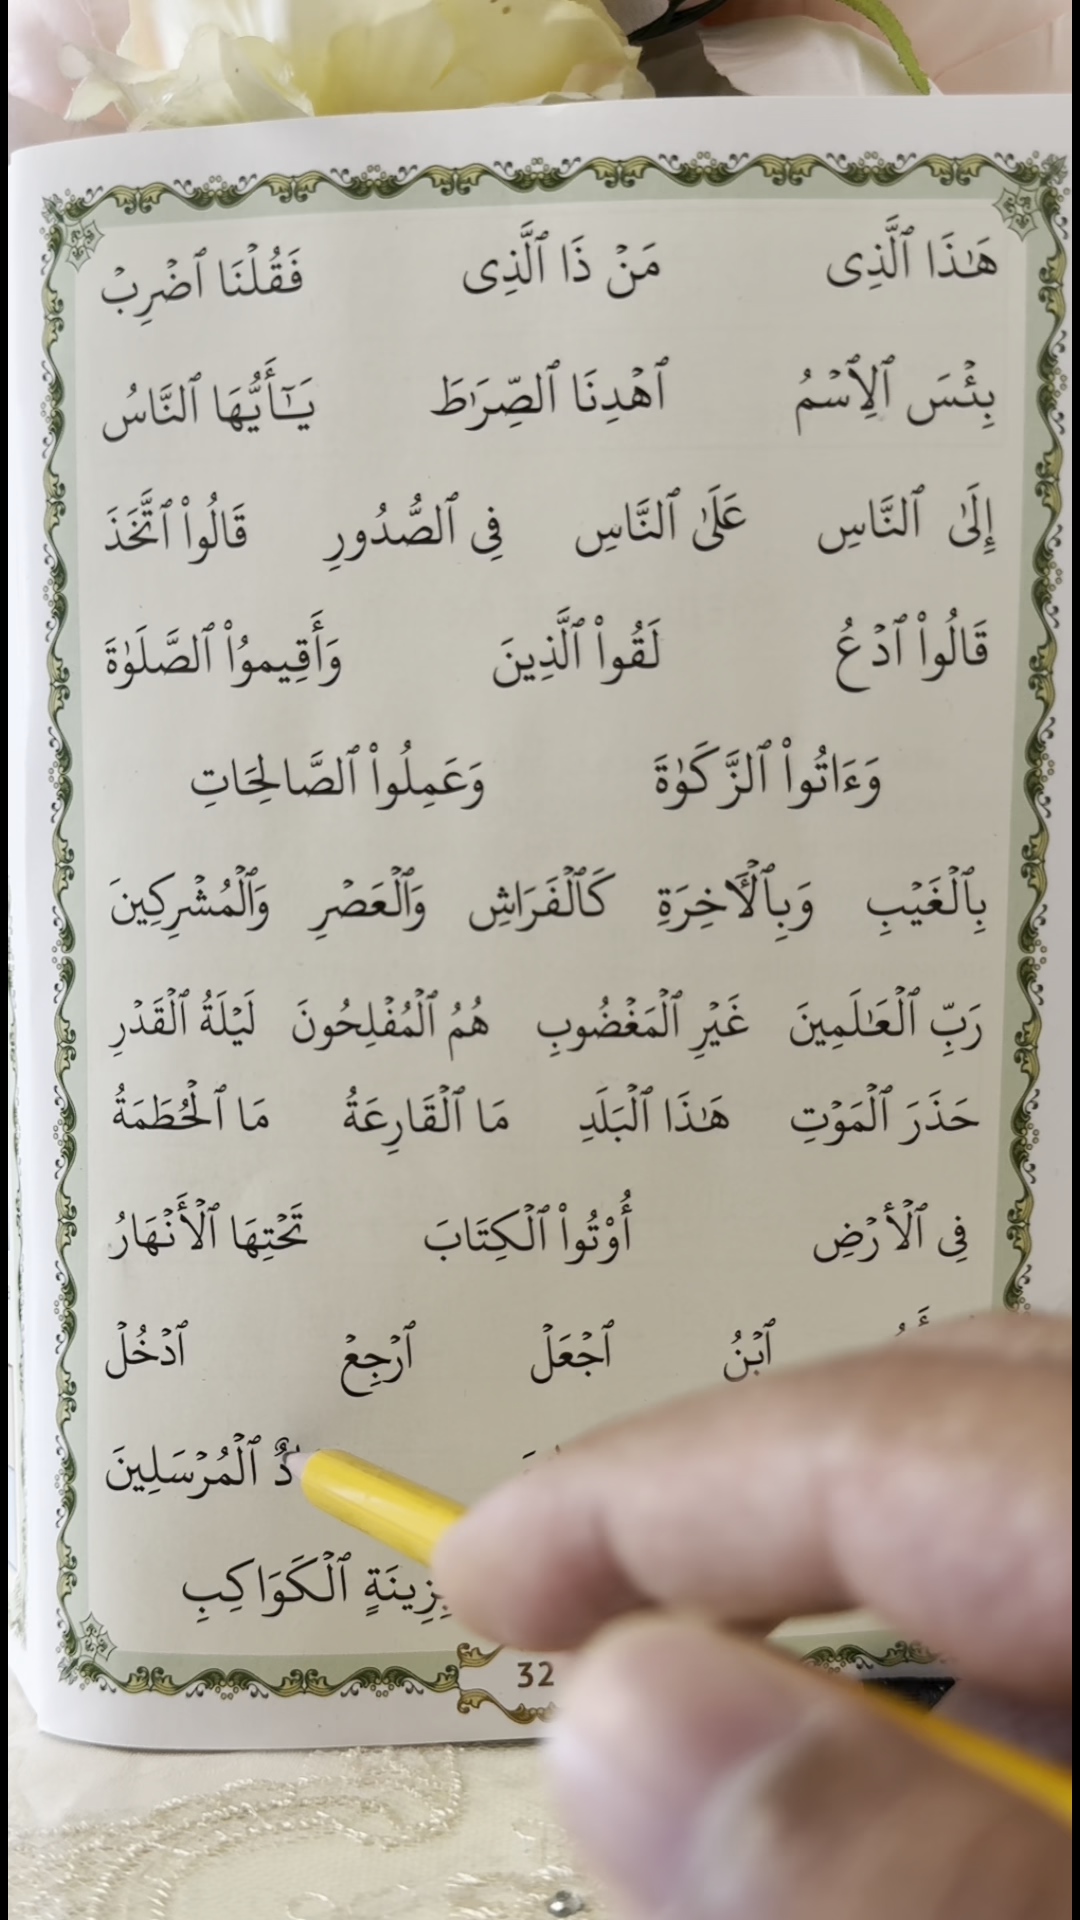 هَـٰذَا ٱلَّذِى مَنْ ذَا ٱلَّذِى فَقُلْنَا ٱضْرِبْ
بِئْسَ ٱلِٱسْمُ ٱهْدِنَا ٱلصِّرَٰطَ يَـٰٓأَيُّهَا ٱلنَّاسُ
إِلَىٰ ٱلنَّاسِ عَلَىٰ ٱلنَّاسِ فِى ٱلصُّدُورِ قَالُوا۟ ٱتَّخَذَ
قَالُوا۟ ٱدْعُ لَقُوا۟ ٱلَّذِينَ وَأَقِيمُوا۟ ٱلصَّلَوٰةَ
وَءَاتُوا۟ ٱلزَّكَوٰةَ وَعَمِلُوا۟ ٱلصَّالِحَاتِ
بِٱلْغَيْبِ وَبِٱلْأَخِرَةِ كَٱلْفَرَاشِ وَٱلْعَصْرِ وَٱلْمُشْرِكِينَ
رَبِّ ٱلْعَـٰلَمِينَ غَيْرِ ٱلْمَغْضُوبِ هُمُ ٱلْمُفْلِحُونَ لَيْلَةُ ٱلْقَدْرِ
حَذَرَ ٱلْمَوْتِ هَـٰذَا ٱلْبَلَدِ مَا ٱلْقَارِعَةُ مَا ٱلْحُطَمَةُ
فِى ٱلْأَرْضِ أُوْتُوا۟ ٱلْكِتَابَ تَحْتِهَا ٱلْأَنْهَارُ
ٱبْنُ ٱجْعَلْ ٱرْجِعْ ٱدْخُلْ
ٱلْمُرْسَلِينَ
بِزِينَةٍ ٱلْكَوَاكِبِ
32